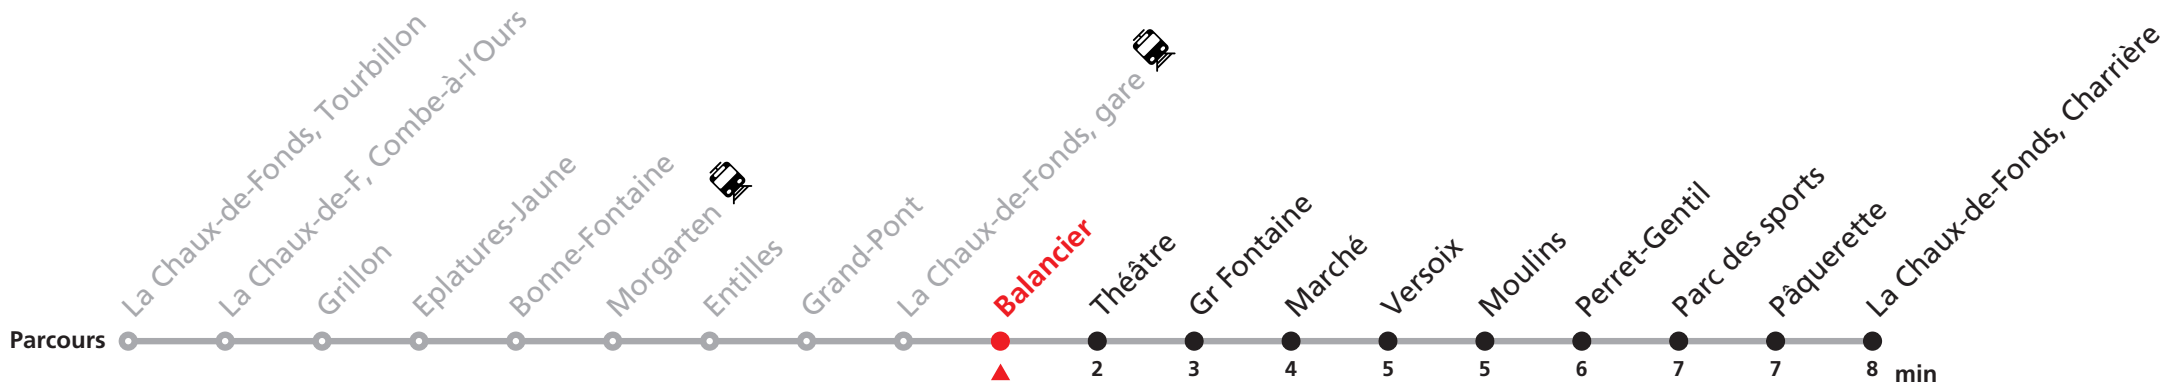 La Chaux-de-Fonds, Tourbillon
La Chaux-de-F, Combe-à-l'Ours
Grillon
Eplatures-Jaune
Bonne-Fontaine
Morgarten
Entilles
Grand-Pont
La Chaux-de-Fonds, gare
Balancier
Théâtre
Gr Fontaine
Marché
Versoix
Moulins
Perret-Gentil
Parc des sports
Pâquerette
La Chaux-de-Fonds, Charrière
Parcours
2 3 4 5 5 6 7 7 8 min